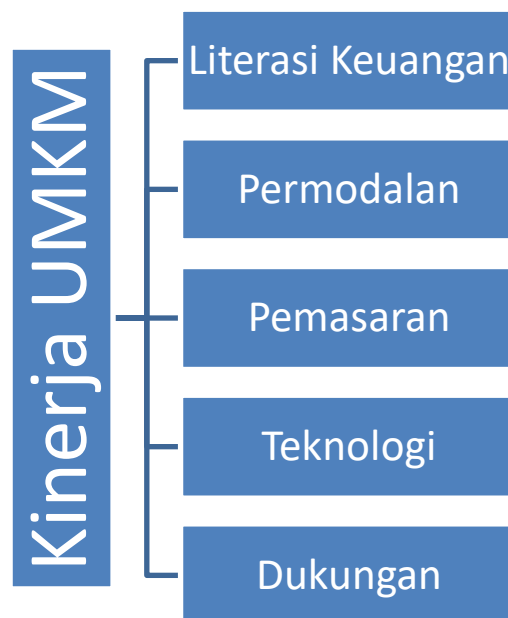 Kinerja UMKM
Literasi Keuangan
Permodalan
Pemasaran
Teknologi
Dukungan